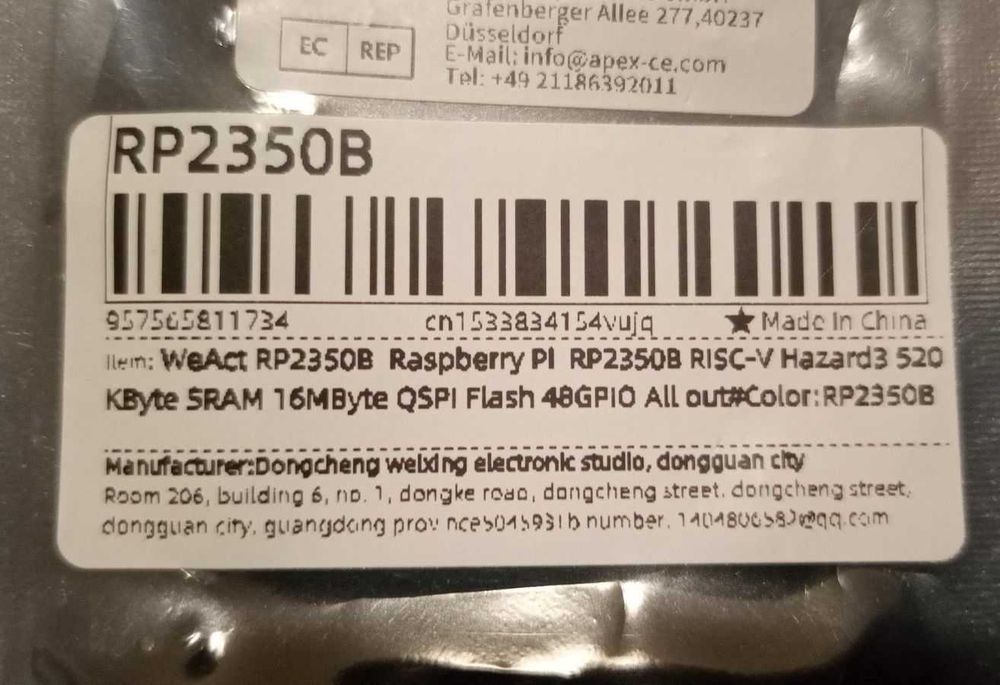 Grafenberger Allee 277,40237
Düsseldorf
E-Mail: info@apex-ce.com
Tel: +49 21186392011
EC REP
RP2350B
957565811734 cn1533834154vujq ★ Made In China
Item: WeAct RP2350B Raspberry Pi RP2350B RISC-V Hazard3 520
KByte SRAM 16MByte QSPI Flash 48GPIO All out#Color:RP2350B
Manufacturer:Dongcheng weixing electronic studio, dongguan city
Room 206, building 6, no. 1, dongke road, dongcheng street, dongcheng street,
dongguan city, guangdong number,